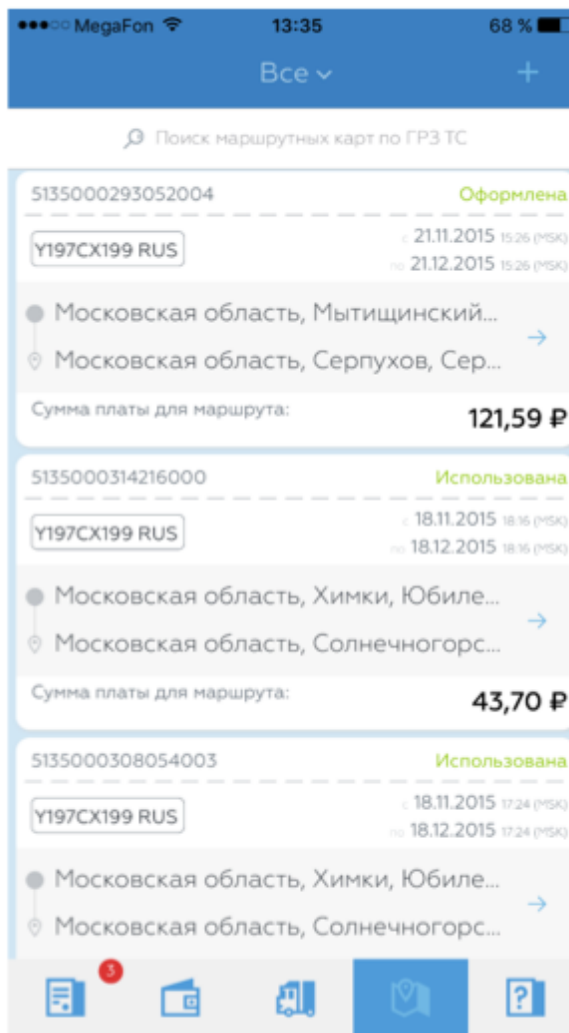 MegaFon 13:35 68 %
Все
Поиск маршрутных карт по ГРЗ ТС
5135000293052004 Оформлена
Y197CX199 RUS
с 21.11.2015 15:26 (MSK)
по 21.12.2015 15:26 (MSK)
Московская область, Мытищинский...
Московская область, Серпухов, Сер...
Сумма платы для маршрута: 121,59 ₽
5135000314216000 Использована
Y197CX199 RUS
с 18.11.2015 18:16 (MSK)
по 18.12.2015 18:16 (MSK)
Московская область, Химки, Юбиле...
Московская область, Солнечногорс...
Сумма платы для маршрута: 43,70 ₽
5135000308054003 Использована
Y197CX199 RUS
с 18.11.2015 17:24 (MSK)
по 18.12.2015 17:24 (MSK)
Московская область, Химки, Юбиле...
Московская область, Солнечногорс...
3